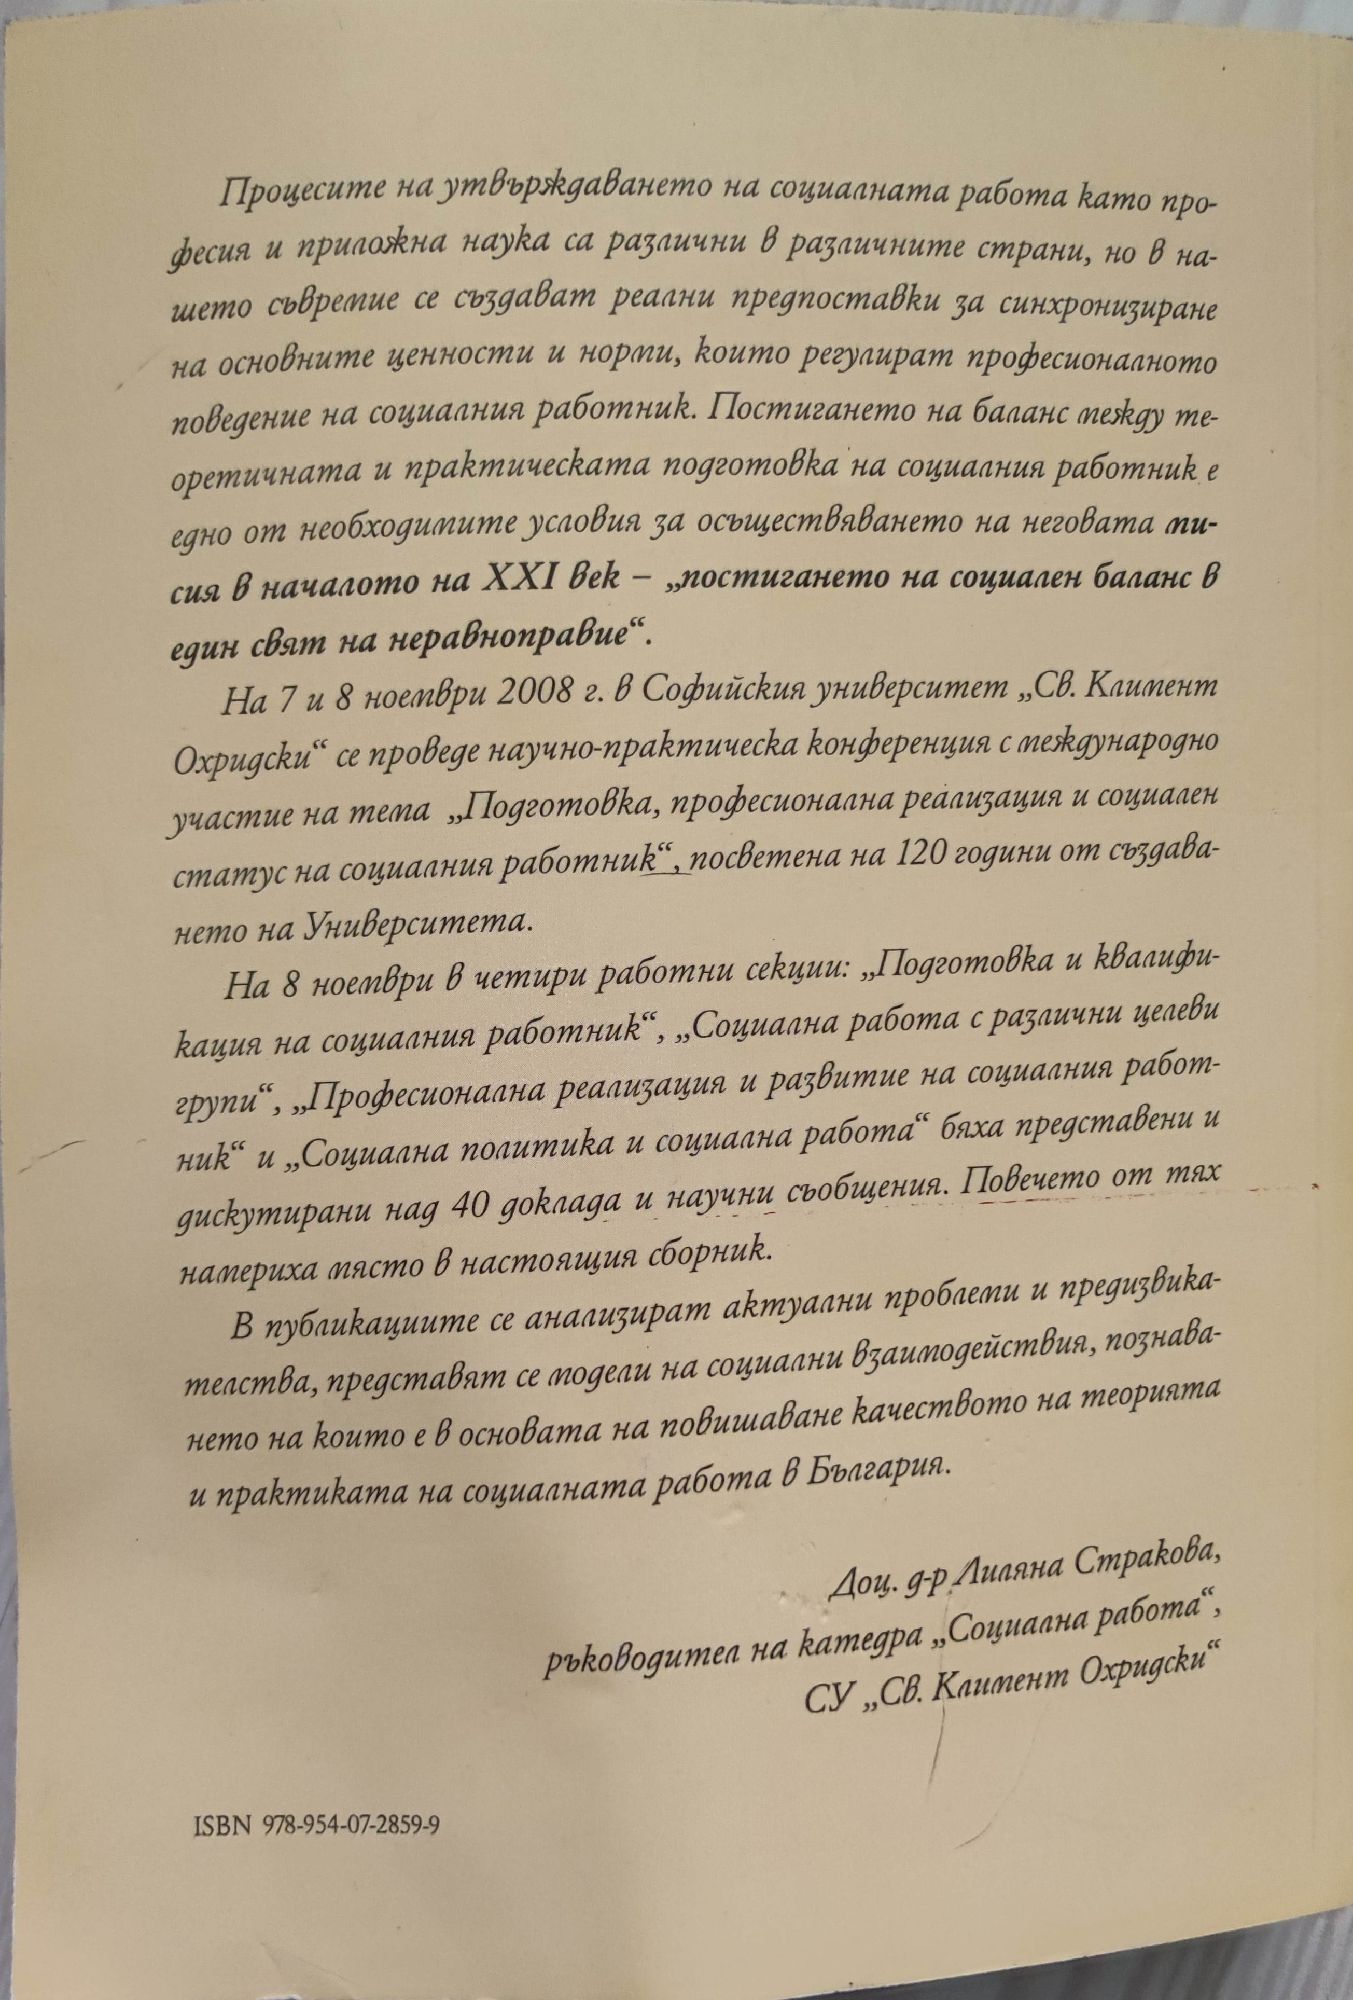 Процесите на утвърждаването на социалната работа като про-
фесия и приложна наука са различни в различните страни, но в на-
шето съвремие се създават реални предпоставки за синхронизиране
на основните ценности и норми, които регулират професионалното
поведение на социалния работник. Постигането на баланс между те-
оретичната и практическата подготовка на социалния работник е
едно от необходимите условия за осъществяването на неговата ми-
сия в началото на XXI век – „постигането на социален баланс в
един свят на неравноправие“.
На 7 и 8 ноември 2008 г. в Софийския университет „Св. Климент
Охридски“ се проведе научно-практическа конференция с международно
участие на тема „Подготовка, професионална реализация и социален
статус на социалния работник“, посветена на 120 години от създава-
нето на Университета.
На 8 ноември в четири работни секции: „Подготовка и квалифи-
кация на социалния работник“, „Социална работа с различни целеви
групи“, „Професионална реализация и развитие на социалния работ-
ник“ и „Социална политика и социална работа“ бяха представени и
дискутирани над 40 доклада и научни съобщения. Повечето от тях
намериха място в настоящия сборник.
В публикациите се анализират актуални проблеми и предизвика-
телства, представят се модели на социални взаимодействия, познава-
нето на които е в основата на повишаване качеството на теорията
и практиката на социалната работа в България.
Доц. д-р Лиляна Стракова,
ръководител на катедра „Социална работа“,
СУ „Св. Климент Охридски“
ISBN 978-954-07-2859-9